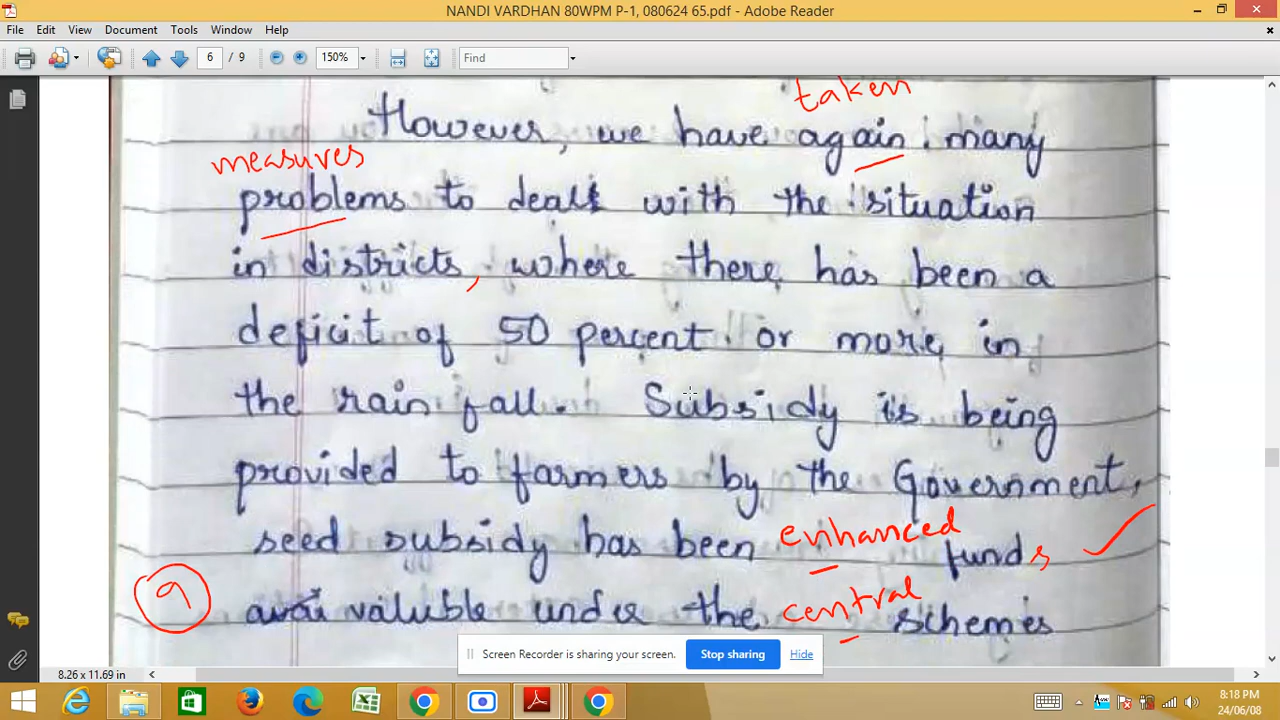 NANDI VARDHAN 80WPM P-1, 080624 65.pdf - Adobe Reader
File Edit View Document Tools Window Help
6 / 9 150% Find
taken
However, we have again many
measures
problems to deal with the situation
in districts, where there has been a
deficit of 50 percent or more, in
the rain fall. Subsidy is being
provided to farmers by the Government,
seed subsidy has been enhanced funds
9
avai valuble under the central schemes
Screen Recorder is sharing your screen. Stop sharing Hide
8.26 x 11.69 in
8:18 PM
24/06/08